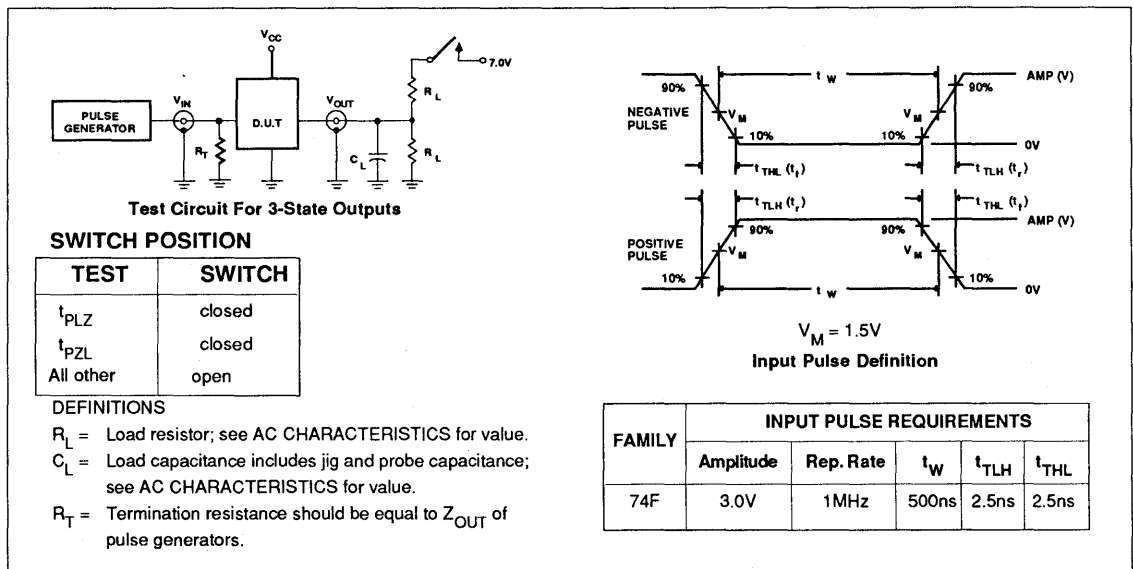 VCC
7.0V
RL
PULSE
GENERATOR
VIN
D.U.T
VOUT
RT
CL
RL
Test Circuit For 3-State Outputs
SWITCH POSITION
TEST SWITCH
tPLZ closed
tPZL closed
All other open
DEFINITIONS
RL = Load resistor; see AC CHARACTERISTICS for value.
CL = Load capacitance includes jig and probe capacitance;
see AC CHARACTERISTICS for value.
RT = Termination resistance should be equal to ZOUT of
pulse generators.
tW
AMP (V)
90% 90%
NEGATIVE
PULSE
VM VM
10% 10%
0V
tTHL (tf) tTLH (tr)
tTLH (tr) tTHL (tf)
AMP (V)
90% 90%
POSITIVE
PULSE
VM VM
10% 10%
tW
0V
VM = 1.5V
Input Pulse Definition
FAMILY INPUT PULSE REQUIREMENTS
Amplitude Rep. Rate tW tTLH tTHL
74F 3.0V 1MHz 500ns 2.5ns 2.5ns